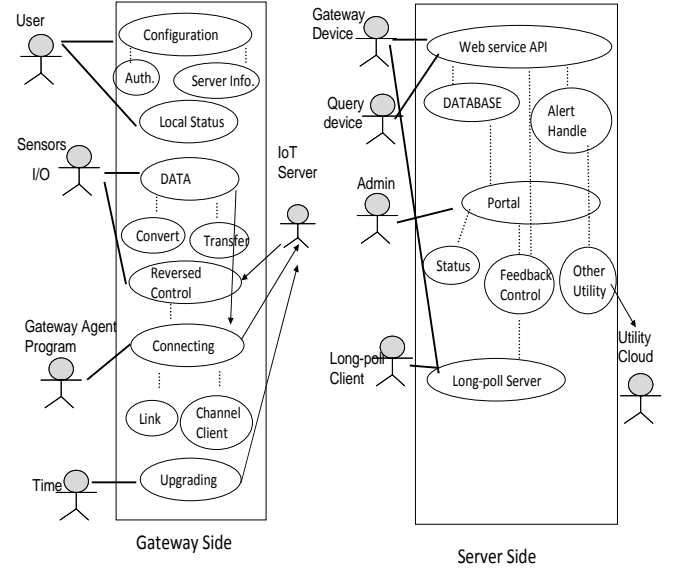 User
Configuration
Auth.
Server Info.
Local Status
Sensors
I/O
DATA
IoT
Server
Convert
Transfer
Reversed
Control
Gateway Agent
Program
Connecting
Link
Channel
Client
Time
Upgrading
Gateway Side
Gateway
Device
Web service API
Query
device
DATABASE
Alert
Handle
Admin
Portal
Status
Feedback
Control
Other
Utility
Utility
Cloud
Long-poll
Client
Long-poll Server
Server Side